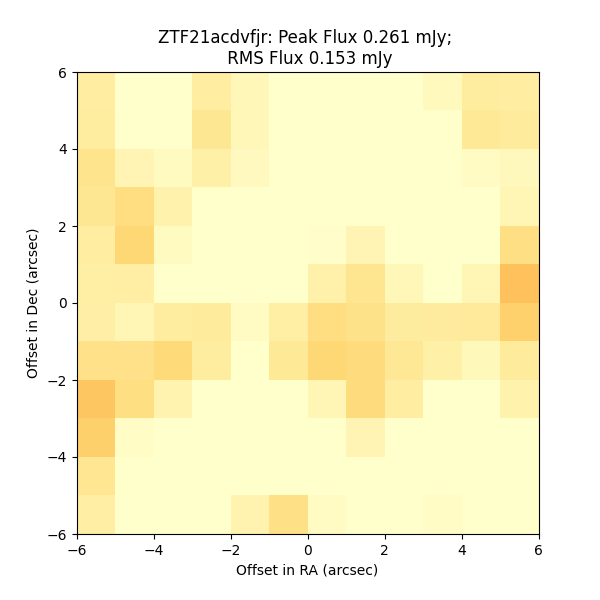 ZTF21acdvfjr: Peak Flux 0.261 mJy;
RMS Flux 0.153 mJy
6
4
2
0
−2
−4
−6
Offset in Dec (arcsec)
−6 −4 −2 0 2 4 6
Offset in RA (arcsec)